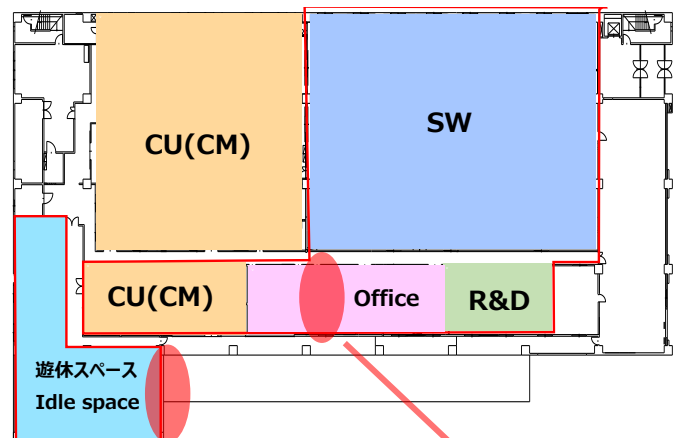 CU(CM)
SW
CU(CM)
Office
R&D
遊休スペース
Idle space